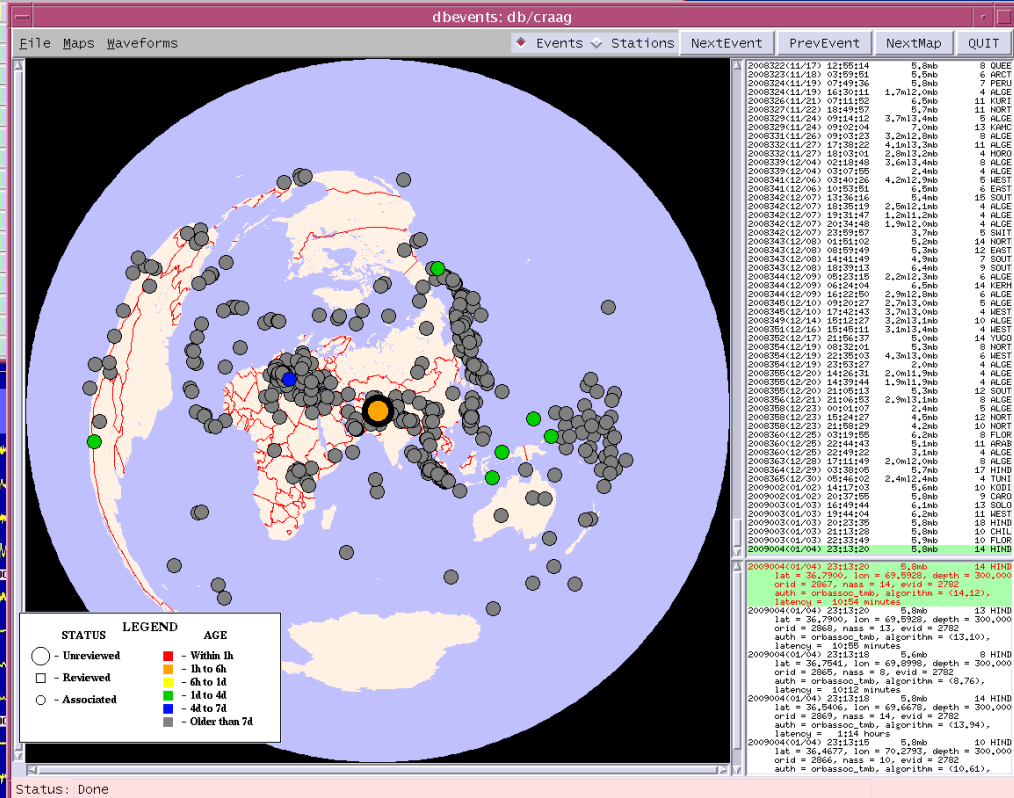 dbevents: db/craag
File Maps Waveforms
Events Stations NextEvent PrevEvent NextMap QUIT
2008322(11/17) 12:55:14 5.8mb 8 QUEE
2008323(11/18) 03:59:51 5.5mb 6 ARCT
2008324(11/19) 07:49:36 5.8mb 7 PERU
2008324(11/19) 16:30:11 1.7ml2.0mb 4 ALGE
2008326(11/21) 07:11:52 6.5mb 11 KURI
2008327(11/22) 18:49:57 5.7mb 11 NORT
2008329(11/24) 09:14:12 3.7ml3.4mb 5 ALGE
2008329(11/24) 09:02:04 7.0mb 13 KAMC
2008331(11/26) 09:03:23 3.2ml2.8mb 8 ALGE
2008332(11/27) 17:38:22 4.1ml3.3mb 11 ALGE
2008332(11/27) 18:03:01 2.8ml3.2mb 4 MORO
2008339(12/04) 02:18:48 3.6ml3.4mb 8 ALGE
2008339(12/04) 03:07:55 2.4mb 4 ALGE
2008341(12/06) 03:40:26 4.2ml2.9mb 5 WEST
2008341(12/06) 10:53:51 6.5mb 6 EAST
2008342(12/07) 13:36:16 5.4mb 15 SOUT
2008342(12/07) 18:35:19 2.5ml2.1mb 4 ALGE
2008342(12/07) 19:31:47 1.2ml1.2mb 4 ALGE
2008342(12/07) 20:34:48 1.9ml2.0mb 4 ALGE
2008342(12/07) 23:59:57 3.7mb 5 SWIT
2008343(12/08) 01:51:02 5.2mb 14 NORT
2008343(12/08) 08:59:49 5.3mb 12 EAST
2008343(12/08) 14:41:49 4.9mb 7 SOUT
2008343(12/08) 18:39:13 6.4mb 9 SOUT
2008344(12/09) 05:23:15 2.2ml2.3mb 6 ALGE
2008344(12/09) 06:24:04 6.5mb 14 KERM
2008344(12/09) 16:22:50 2.9ml2.8mb 6 ALGE
2008345(12/10) 09:20:27 2.7ml3.0mb 5 ALGE
2008345(12/10) 17:42:43 3.7ml3.0mb 4 WEST
2008349(12/14) 15:12:27 3.2ml3.1mb 10 ALGE
2008351(12/16) 15:45:11 3.1ml3.4mb 4 WEST
2008352(12/17) 21:56:37 5.0mb 14 YUGO
2008354(12/19) 08:32:01 5.3mb 8 NORT
2008354(12/19) 22:35:03 4.3ml3.0mb 6 WEST
2008354(12/19) 23:53:27 2.0mb 4 ALGE
2008355(12/20) 14:26:31 2.0ml1.9mb 4 ALGE
2008355(12/20) 14:39:44 1.9ml1.9mb 4 ALGE
2008355(12/20) 21:05:13 5.3mb 12 SOUT
2008356(12/21) 21:06:53 2.9ml3.1mb 8 ALGE
2008358(12/23) 00:01:07 2.4mb 5 ALGE
2008358(12/23) 15:24:27 4.5mb 12 NORT
2008358(12/23) 21:58:29 4.2mb 10 NORT
2008360(12/25) 03:19:55 6.2mb 8 FLOR
2008360(12/25) 22:44:43 5.1mb 11 ARAB
2008360(12/25) 22:49:22 3.1mb 4 ALGE
2008363(12/28) 17:11:49 2.0ml2.0mb 8 ALGE
2008364(12/29) 03:38:05 5.7mb 17 HIND
2008365(12/30) 05:46:02 2.4ml2.4mb 4 TUNI
2009002(01/02) 14:17:03 5.6mb 10 KODI
2009002(01/02) 20:37:55 5.8mb 9 CARO
2009003(01/03) 16:49:44 6.1mb 13 SOLO
2009003(01/03) 19:44:04 6.2mb 11 WEST
2009003(01/03) 20:23:35 5.8mb 18 HIND
2009003(01/03) 21:13:28 5.8mb 10 CHIL
2009003(01/03) 22:33:49 5.9mb 10 FLOR
2009004(01/04) 23:13:20 5.8mb 14 HIND
2009004(01/04) 23:13:20 5.8mb 14 HIND
lat = 36.7900, lon = 69.5928, depth = 300.000
orid = 2867, nass = 14, evid = 2782
auth = orbassoc_tmb, algorithm = (14.12),
latency = 10:54 minutes
2009004(01/04) 23:13:20 5.8mb 13 HIND
lat = 36.7900, lon = 69.5928, depth = 300.000
orid = 2868, nass = 13, evid = 2782
auth = orbassoc_tmb, algorithm = (13.10),
latency = 10:55 minutes
2009004(01/04) 23:13:18 5.6mb 8 HIND
lat = 36.7541, lon = 69.8998, depth = 300.000
orid = 2865, nass = 8, evid = 2782
auth = orbassoc_tmb, algorithm = (8.76),
latency = 10:12 minutes
2009004(01/04) 23:13:18 5.8mb 14 HIND
lat = 36.5406, lon = 69.6678, depth = 300.000
orid = 2869, nass = 14, evid = 2782
auth = orbassoc_tmb, algorithm = (13.94),
latency = 1:14 hours
2009004(01/04) 23:13:15 5.8mb 10 HIND
lat = 36.4677, lon = 70.2793, depth = 300.000
orid = 2866, nass = 10, evid = 2782
auth = orbassoc_tmb, algorithm = (10.61),
LEGEND
STATUS AGE
- Unreviewed
- Reviewed
- Associated
- Within 1h
- 1h to 6h
- 6h to 1d
- 1d to 4d
- 4d to 7d
- Older than 7d
Status: Done